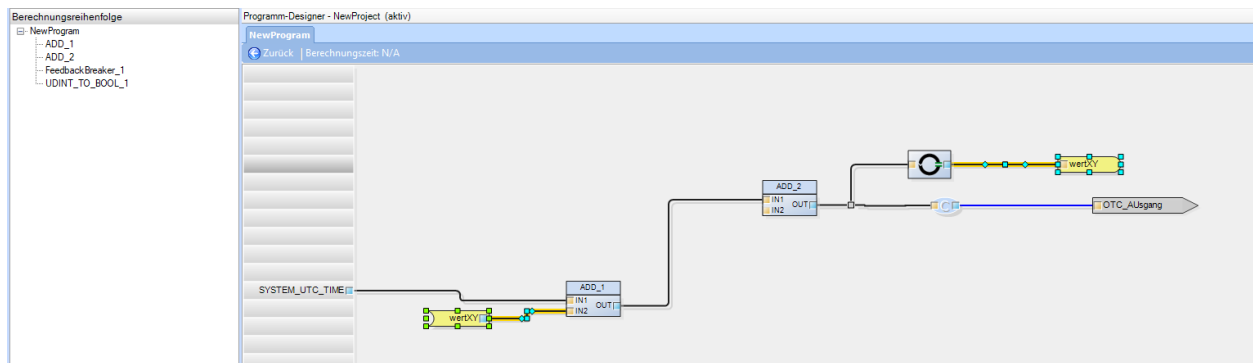 Berechnungsreihenfolge
NewProgram
ADD_1
ADD_2
FeedbackBreaker_1
UDINT_TO_BOOL_1
Programm-Designer - NewProject (aktiv)
NewProgram
Zurück | Berechnungszeit: N/A
wertXY
ADD_2
IN1 OUT
IN2
OTC_AUsgang
SYSTEM_UTC_TIME
ADD_1
IN1 OUT
IN2
wertXY